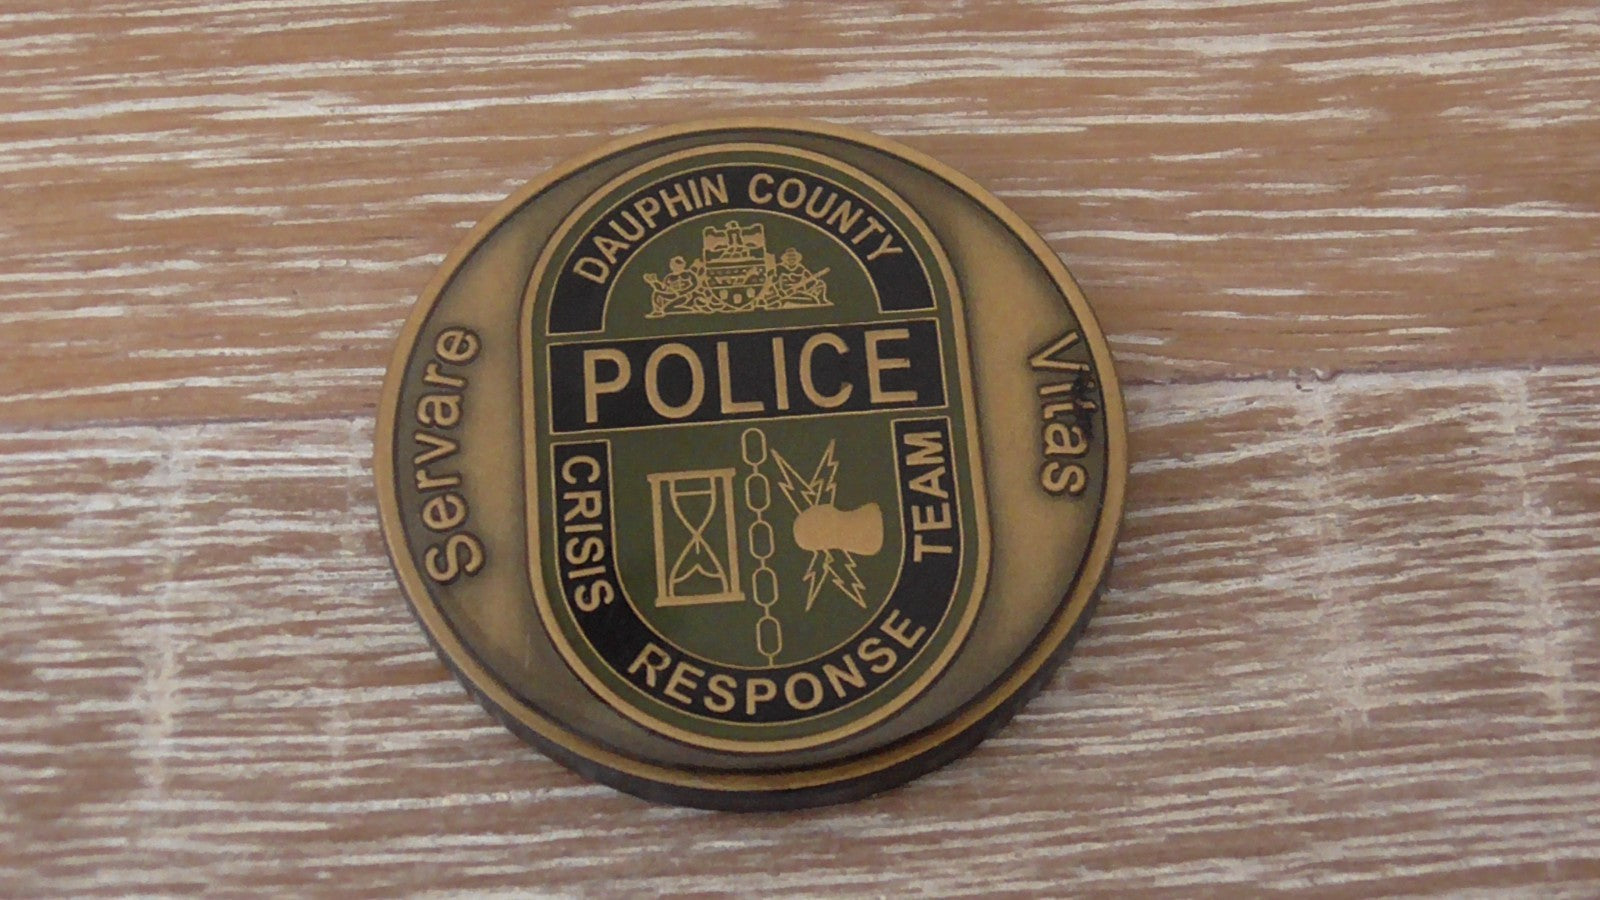 DAUPHIN COUNTY
POLICE
CRISIS RESPONSE TEAM
Servare
Vitas